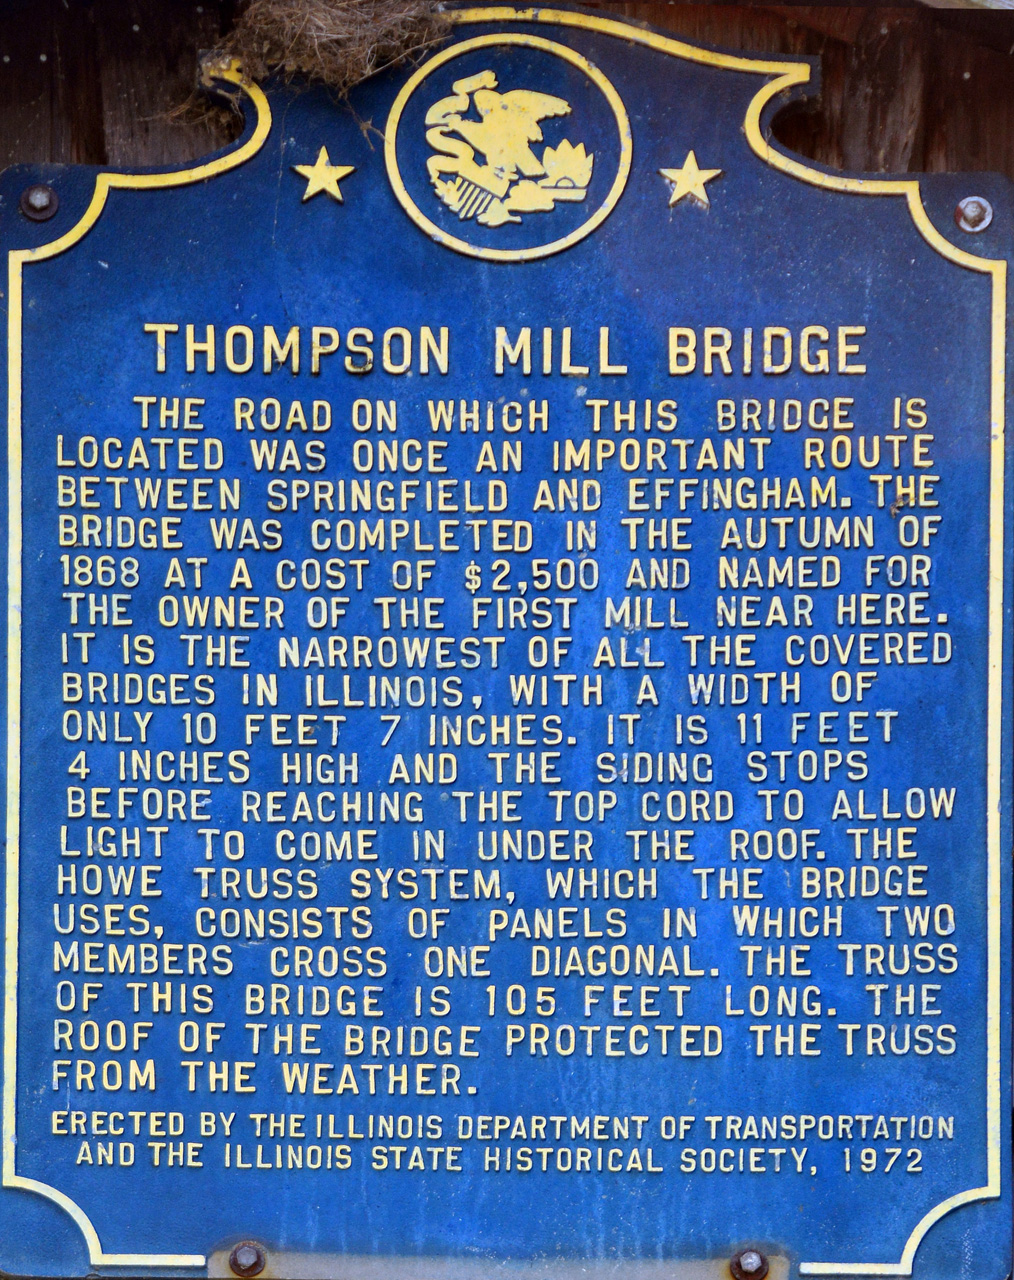 THOMPSON MILL BRIDGE
THE ROAD ON WHICH THIS BRIDGE IS
LOCATED WAS ONCE AN IMPORTANT ROUTE
BETWEEN SPRINGFIELD AND EFFINGHAM. THE
BRIDGE WAS COMPLETED IN THE AUTUMN OF
1868 AT A COST OF $2,500 AND NAMED FOR
THE OWNER OF THE FIRST MILL NEAR HERE.
IT IS THE NARROWEST OF ALL THE COVERED
BRIDGES IN ILLINOIS, WITH A WIDTH OF
ONLY 10 FEET 7 INCHES. IT IS 11 FEET
4 INCHES HIGH AND THE SIDING STOPS
BEFORE REACHING THE TOP CORD TO ALLOW
LIGHT TO COME IN UNDER THE ROOF. THE
HOWE TRUSS SYSTEM, WHICH THE BRIDGE
USES, CONSISTS OF PANELS IN WHICH TWO
MEMBERS CROSS ONE DIAGONAL. THE TRUSS
OF THIS BRIDGE IS 105 FEET LONG. THE
ROOF OF THE BRIDGE PROTECTED THE TRUSS
FROM THE WEATHER.
ERECTED BY THE ILLINOIS DEPARTMENT OF TRANSPORTATION
AND THE ILLINOIS STATE HISTORICAL SOCIETY, 1972